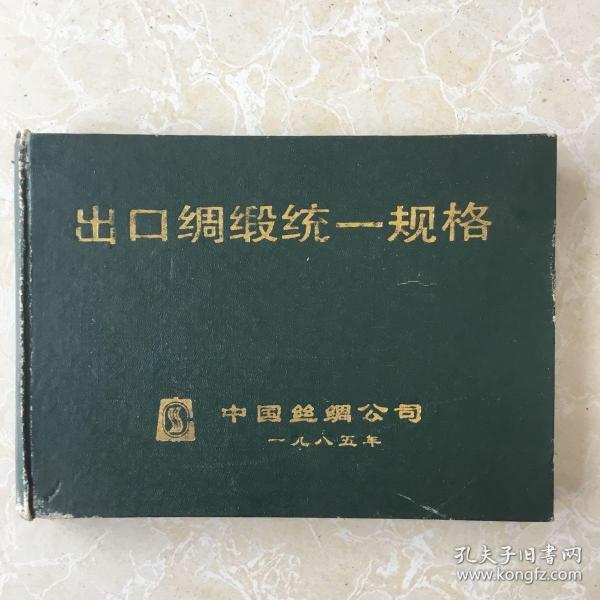 出口绸缎统一规格
中国丝绸公司
一九八五年
孔夫子旧书网
www.kongfz.com